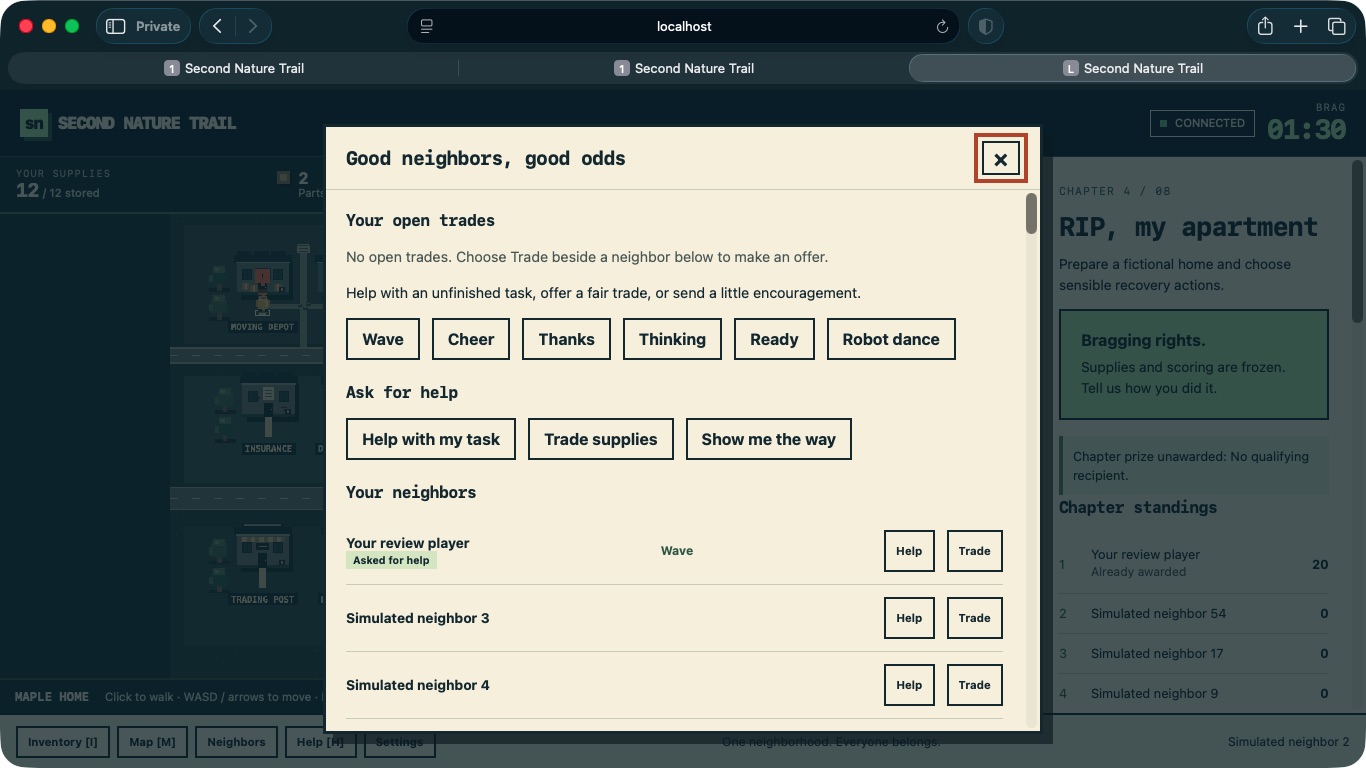 Private
localhost
1 Second Nature Trail
1 Second Nature Trail
L Second Nature Trail
sn SECOND NATURE TRAIL
CONNECTED
BRAG
01:30
YOUR SUPPLIES
12 / 12 stored
2
Parts
MOVING DEPOT
INSURANCE
TRADING POST
Good neighbors, good odds
×
Your open trades
No open trades. Choose Trade beside a neighbor below to make an offer.
Help with an unfinished task, offer a fair trade, or send a little encouragement.
Wave Cheer Thanks Thinking Ready Robot dance
Ask for help
Help with my task Trade supplies Show me the way
Your neighbors
Your review player
Asked for help
Wave
Help Trade
Simulated neighbor 3
Help Trade
Simulated neighbor 4
Help Trade
CHAPTER 4 / 08
RIP, my apartment
Prepare a fictional home and choose
sensible recovery actions.
Bragging rights.
Supplies and scoring are frozen.
Tell us how you did it.
Chapter prize unawarded: No qualifying
recipient.
Chapter standings
1 Your review player 20
Already awarded
2 Simulated neighbor 54 0
3 Simulated neighbor 17 0
4 Simulated neighbor 9 0
MAPLE HOME Click to walk · WASD / arrows to move ·
Inventory [I] Map [M] Neighbors Help [H] Settings
One neighborhood. Everyone belongs.
Simulated neighbor 2